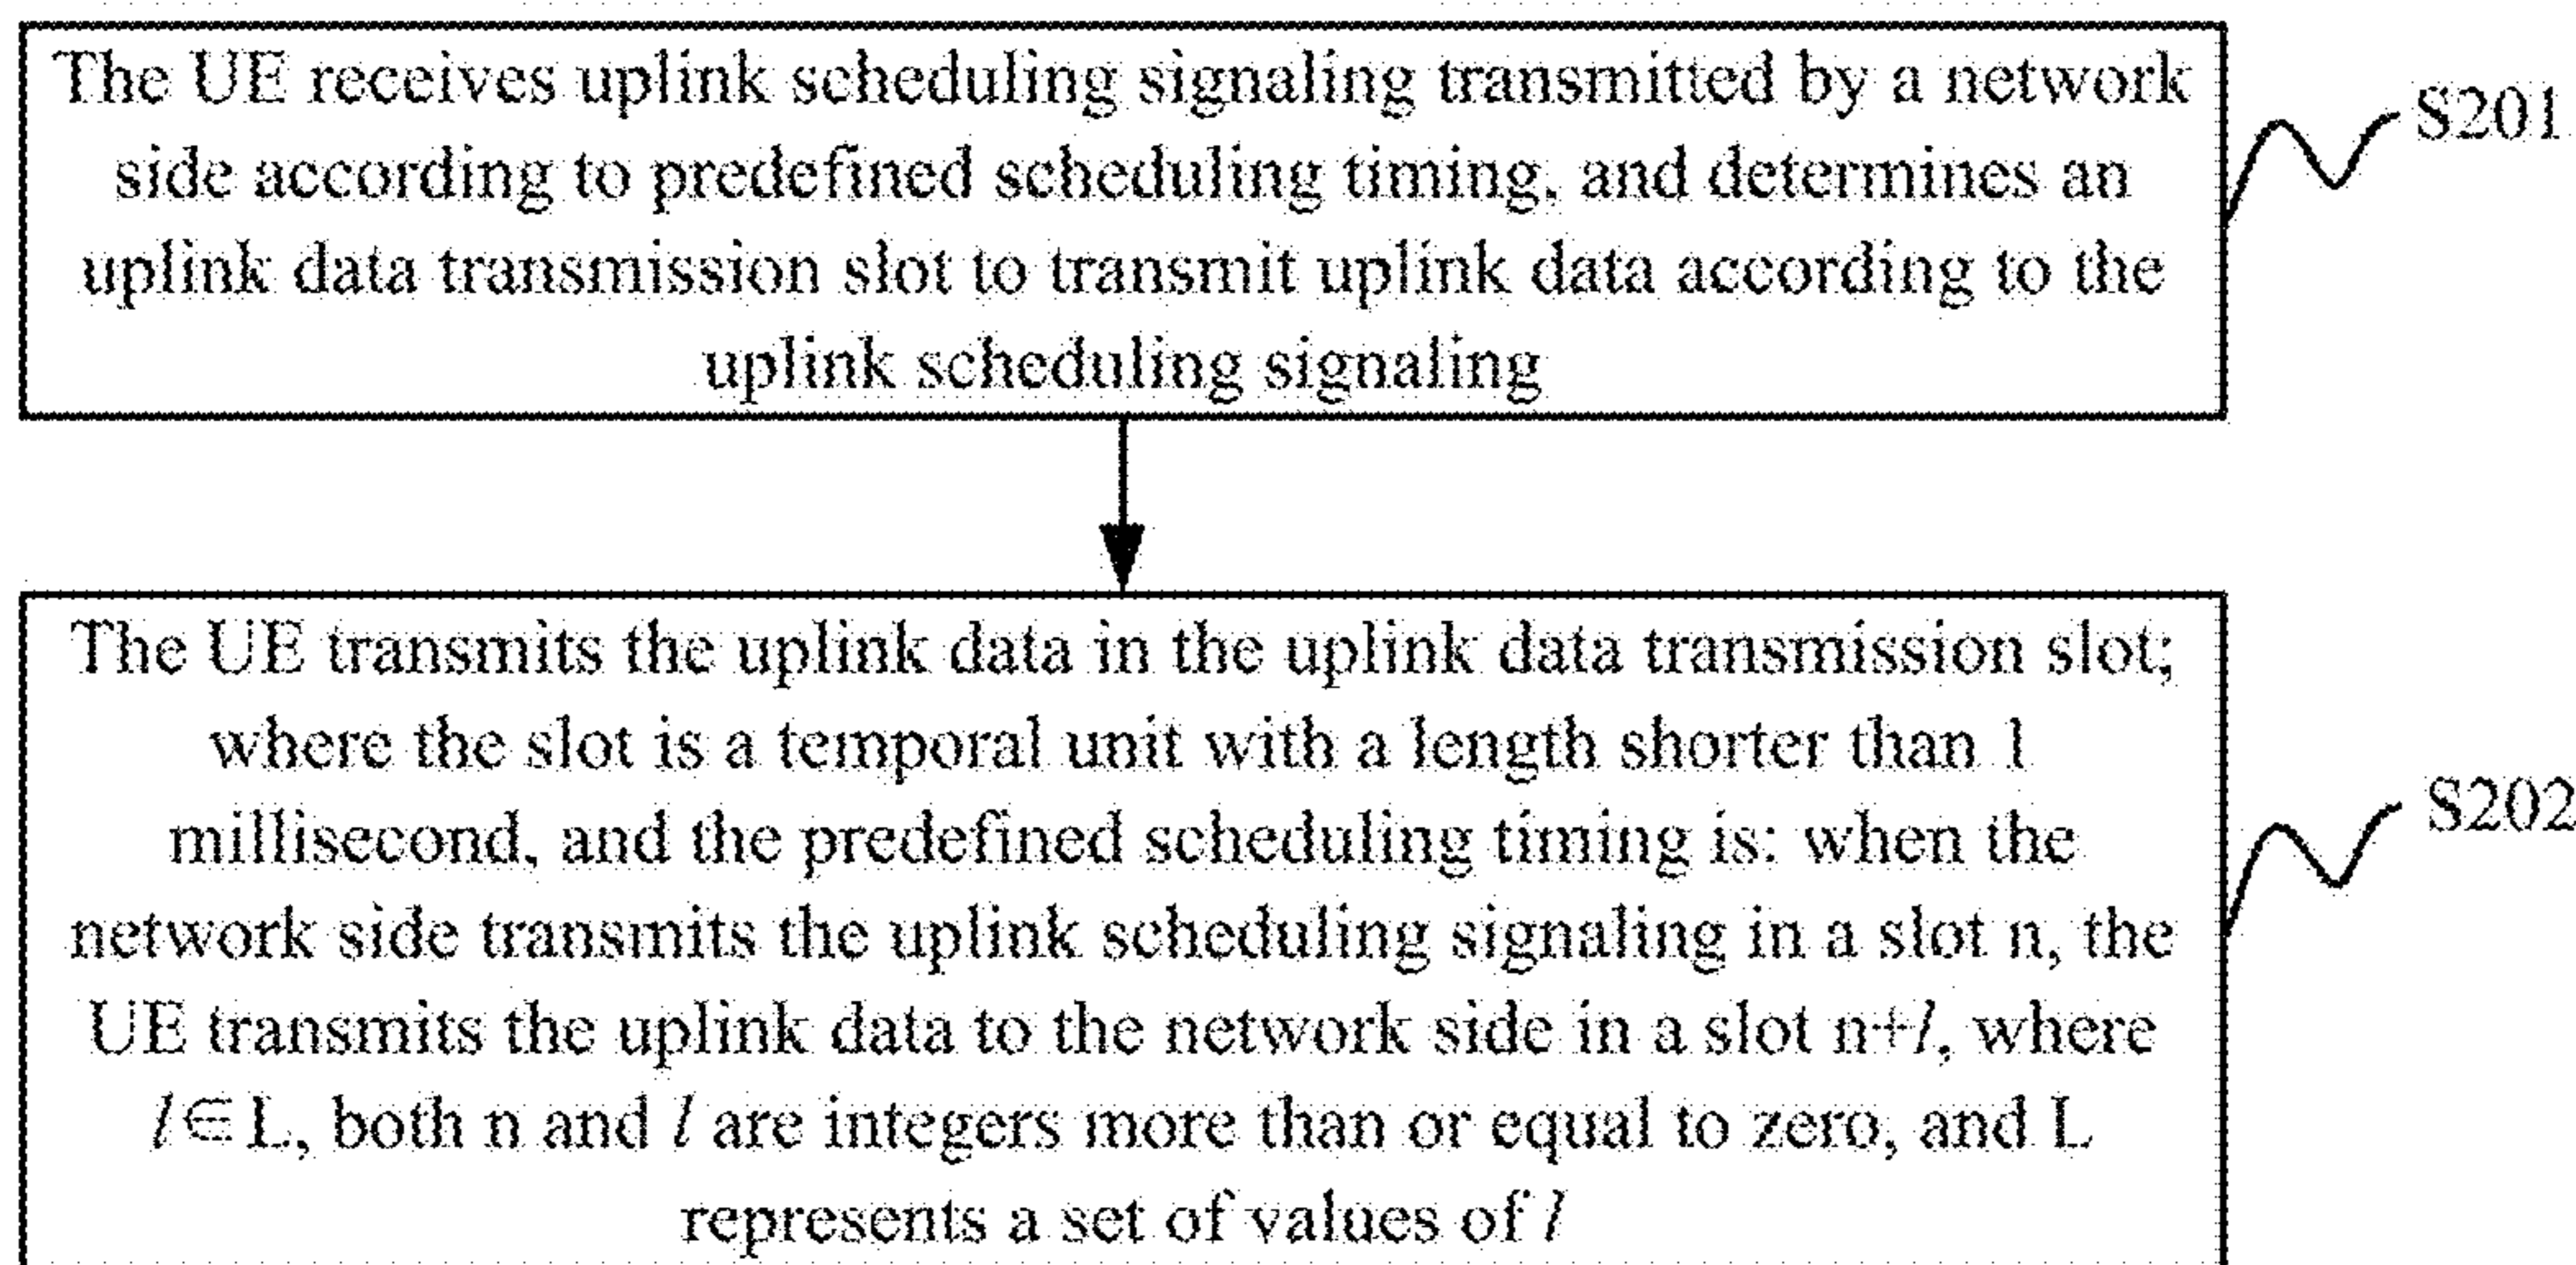 The UE receives uplink scheduling signaling transmitted by a network
side according to predefined scheduling timing, and determines an
uplink data transmission slot to transmit uplink data according to the
uplink scheduling signaling
S201
The UE transmits the uplink data in the uplink data transmission slot;
where the slot is a temporal unit with a length shorter than 1
millisecond, and the predefined scheduling timing is: when the
network side transmits the uplink scheduling signaling in a slot n, the
UE transmits the uplink data to the network side in a slot n+l, where
l∈L, both n and l are integers more than or equal to zero, and L
represents a set of values of l
S202